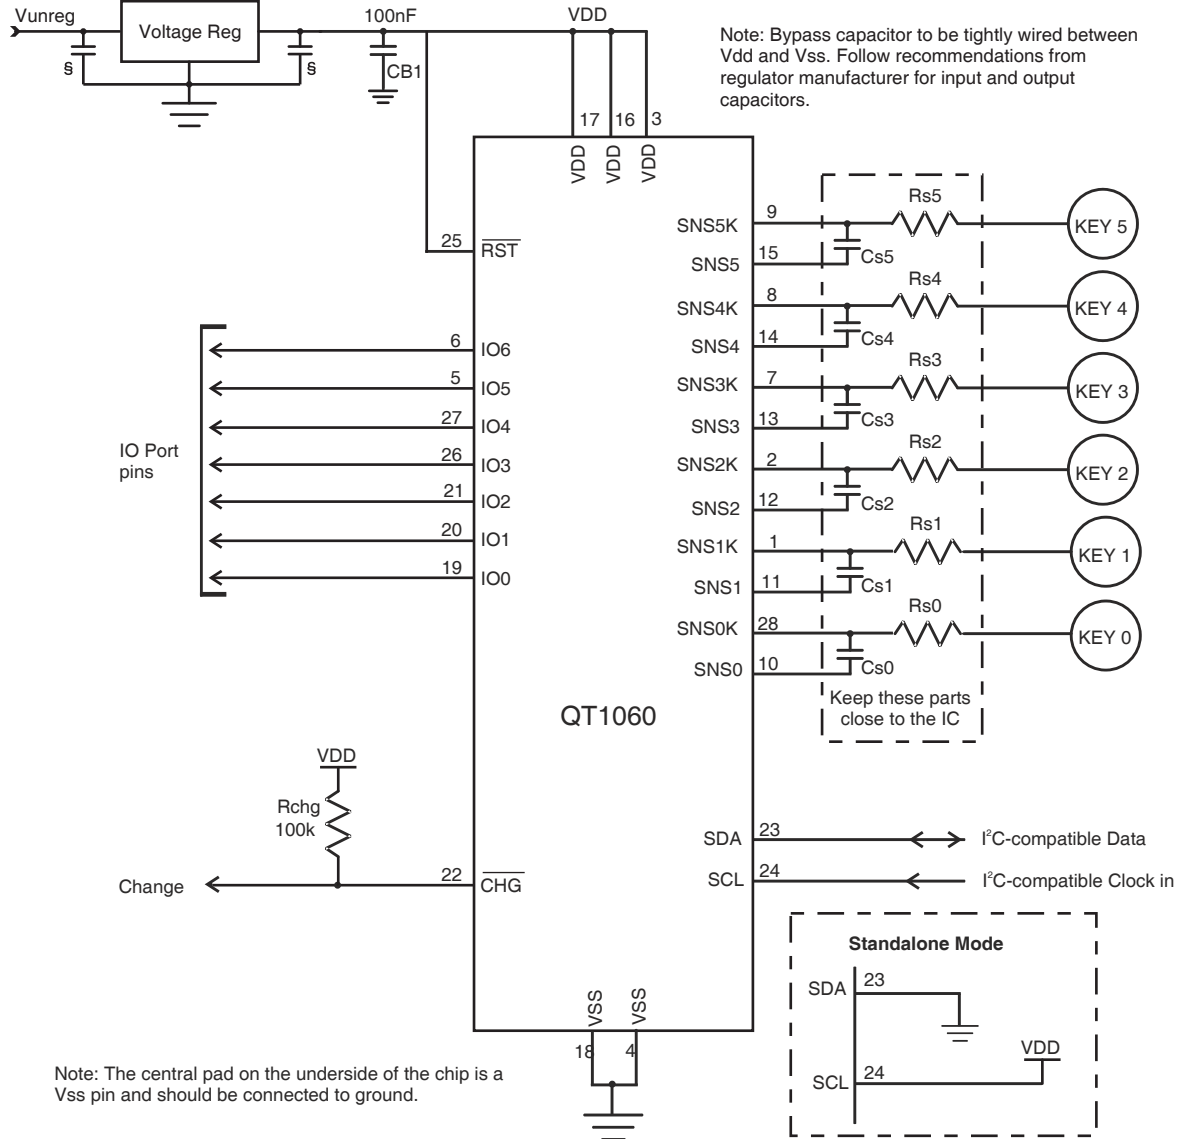 Vunreg
Voltage Reg
100nF
VDD
§
§
CB1
Note: Bypass capacitor to be tightly wired between
Vdd and Vss. Follow recommendations from
regulator manufacturer for input and output
capacitors.
17
16
3
VDD
VDD
VDD
25
RST
SNS5K
9
SNS5
15
Rs5
Cs5
KEY 5
SNS4K
8
SNS4
14
Rs4
Cs4
KEY 4
SNS3K
7
SNS3
13
Rs3
Cs3
KEY 3
SNS2K
2
SNS2
12
Rs2
Cs2
KEY 2
SNS1K
1
SNS1
11
Rs1
Cs1
KEY 1
SNS0K
28
SNS0
10
Rs0
Cs0
KEY 0
Keep these parts
close to the IC
IO Port
pins
6
IO6
5
IO5
27
IO4
26
IO3
21
IO2
20
IO1
19
IO0
QT1060
VDD
Rchg
100k
Change
22
CHG
SDA
23
I²C-compatible Data
SCL
24
I²C-compatible Clock in
Standalone Mode
SDA
23
SCL
24
VDD
VSS
VSS
18
4
Note: The central pad on the underside of the chip is a
Vss pin and should be connected to ground.